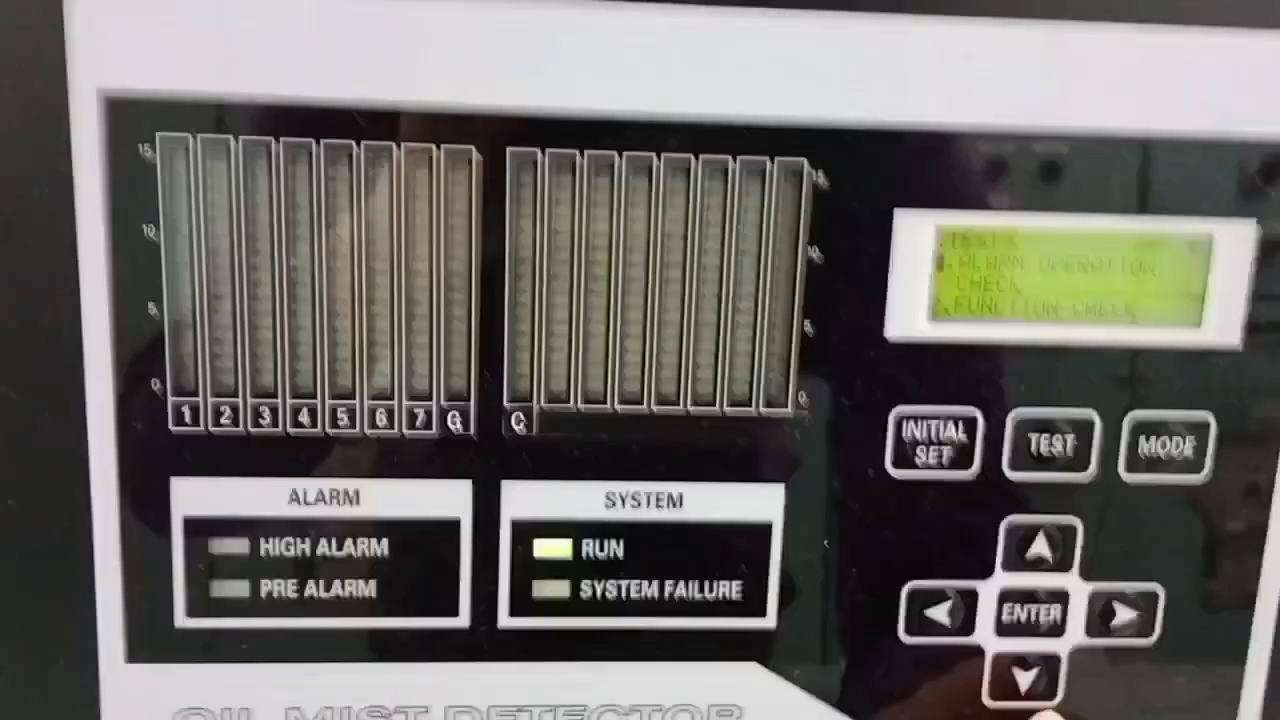 15
10
5
0
1 2 3 4 5 6 7 G
C
15
10
5
0
TEST
1.ALARM OPERATION
CHECK
2.FUNCTION CHECK
INITIAL SET
TEST
MODE
ALARM
HIGH ALARM
PRE ALARM
SYSTEM
RUN
SYSTEM FAILURE
ENTER
OIL MIST DETECTOR